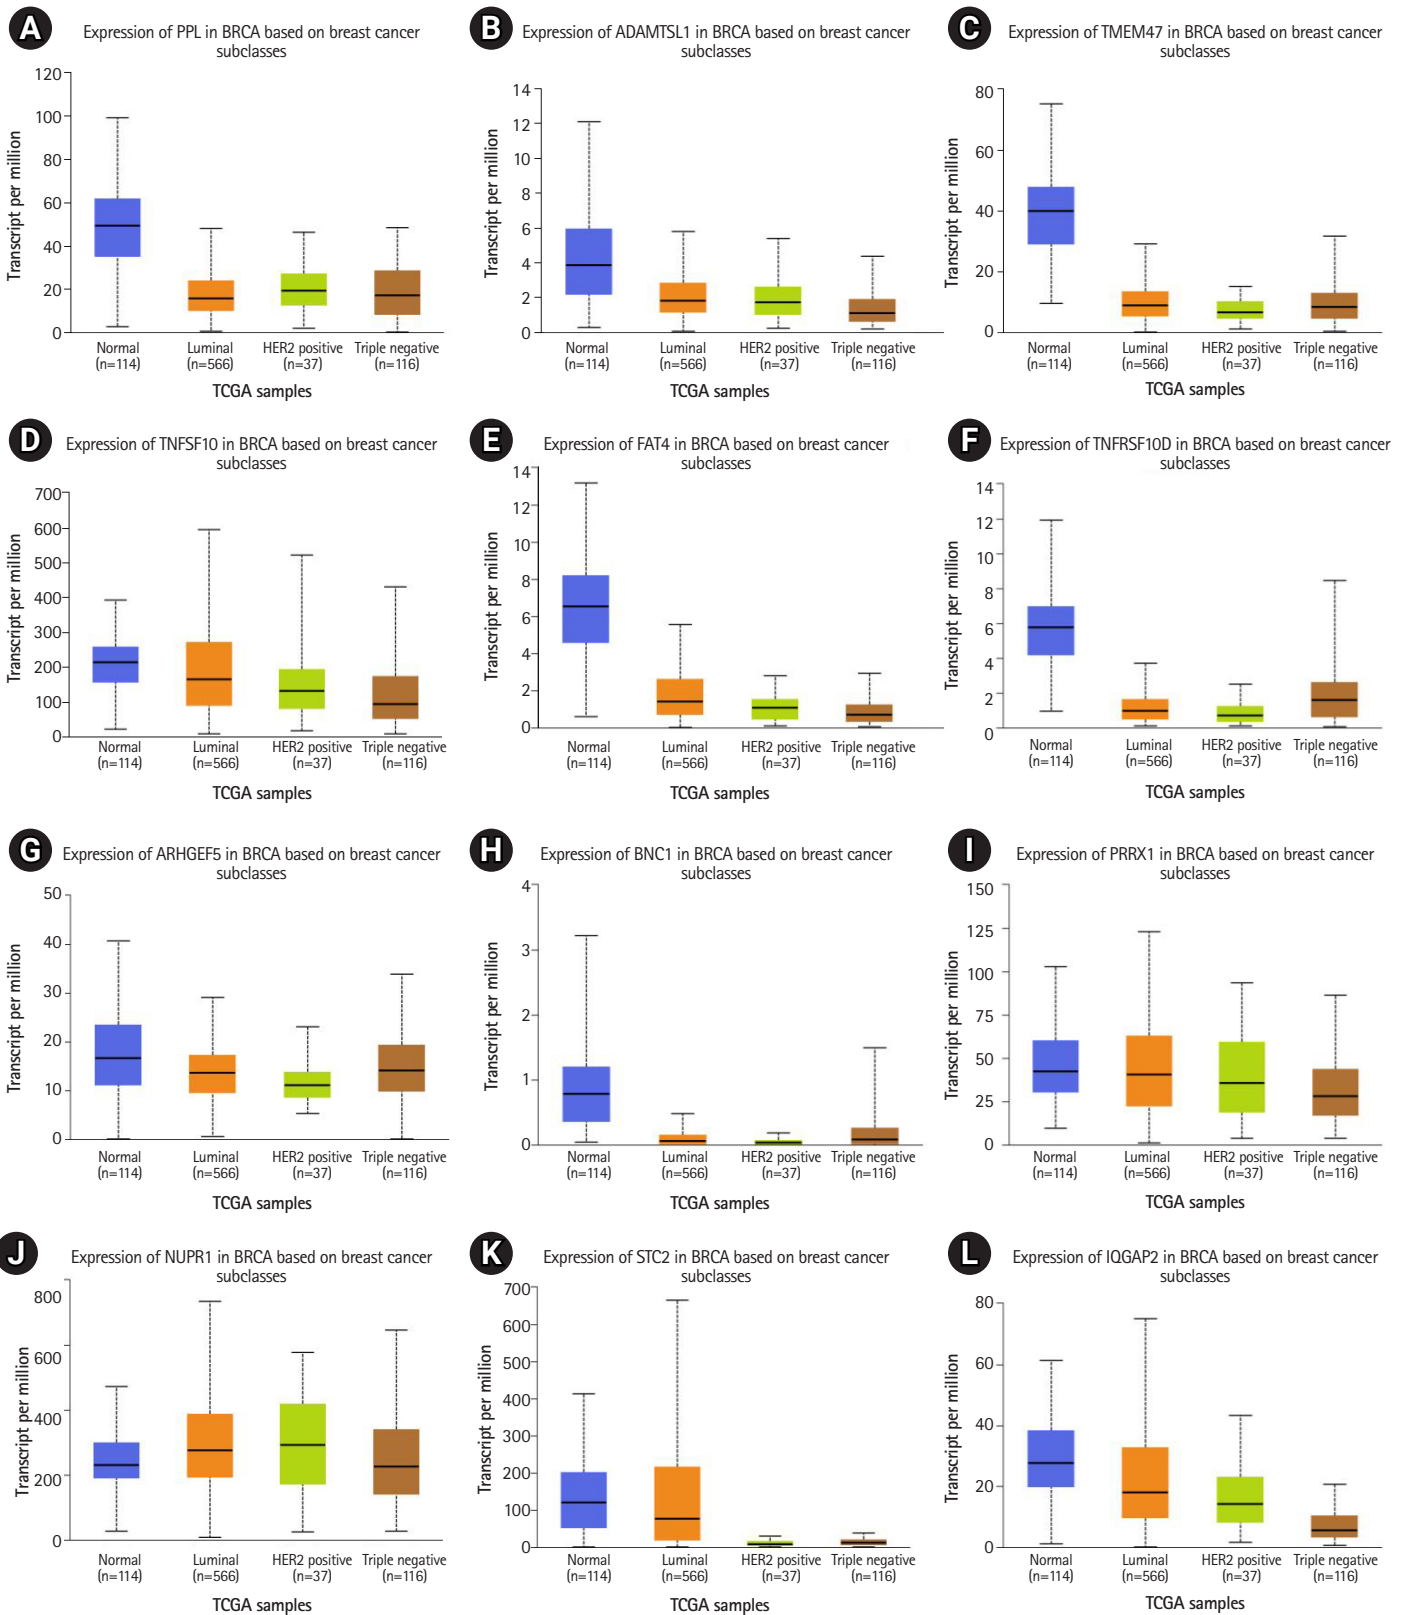 A
Expression of PPL in BRCA based on breast cancer
subclasses
Transcript per million
120
100
80
60
40
20
0
Normal
(n=114)
Luminal
(n=566)
HER2 positive
(n=37)
Triple negative
(n=116)
TCGA samples
B
Expression of ADAMTSL1 in BRCA based on breast cancer
subclasses
Transcript per million
14
12
10
8
6
4
2
0
Normal
(n=114)
Luminal
(n=566)
HER2 positive
(n=37)
Triple negative
(n=116)
TCGA samples
C
Expression of TMEM47 in BRCA based on breast cancer
subclasses
Transcript per million
80
60
40
20
0
Normal
(n=114)
Luminal
(n=566)
HER2 positive
(n=37)
Triple negative
(n=116)
TCGA samples
D
Expression of TNFSF10 in BRCA based on breast cancer
subclasses
Transcript per million
700
600
500
400
300
200
100
0
Normal
(n=114)
Luminal
(n=566)
HER2 positive
(n=37)
Triple negative
(n=116)
TCGA samples
E
Expression of FAT4 in BRCA based on breast cancer
subclasses
Transcript per million
14
12
10
8
6
4
2
0
Normal
(n=114)
Luminal
(n=566)
HER2 positive
(n=37)
Triple negative
(n=116)
TCGA samples
F
Expression of TNFRSF10D in BRCA based on breast cancer
subclasses
Transcript per million
14
12
10
8
6
4
2
0
Normal
(n=114)
Luminal
(n=566)
HER2 positive
(n=37)
Triple negative
(n=116)
TCGA samples
G
Expression of ARHGEF5 in BRCA based on breast cancer
subclasses
Transcript per million
50
40
30
20
10
0
Normal
(n=114)
Luminal
(n=566)
HER2 positive
(n=37)
Triple negative
(n=116)
TCGA samples
H
Expression of BNC1 in BRCA based on breast cancer
subclasses
Transcript per million
4
3
2
1
0
Normal
(n=114)
Luminal
(n=566)
HER2 positive
(n=37)
Triple negative
(n=116)
TCGA samples
I
Expression of PRRX1 in BRCA based on breast cancer
subclasses
Transcript per million
150
125
100
75
50
25
0
Normal
(n=114)
Luminal
(n=566)
HER2 positive
(n=37)
Triple negative
(n=116)
TCGA samples
J
Expression of NUPR1 in BRCA based on breast cancer
subclasses
Transcript per million
800
600
400
200
0
Normal
(n=114)
Luminal
(n=566)
HER2 positive
(n=37)
Triple negative
(n=116)
TCGA samples
K
Expression of STC2 in BRCA based on breast cancer
subclasses
Transcript per million
700
600
500
400
300
200
100
0
Normal
(n=114)
Luminal
(n=566)
HER2 positive
(n=37)
Triple negative
(n=116)
TCGA samples
L
Expression of IQGAP2 in BRCA based on breast cancer
subclasses
Transcript per million
80
60
40
20
0
Normal
(n=114)
Luminal
(n=566)
HER2 positive
(n=37)
Triple negative
(n=116)
TCGA samples